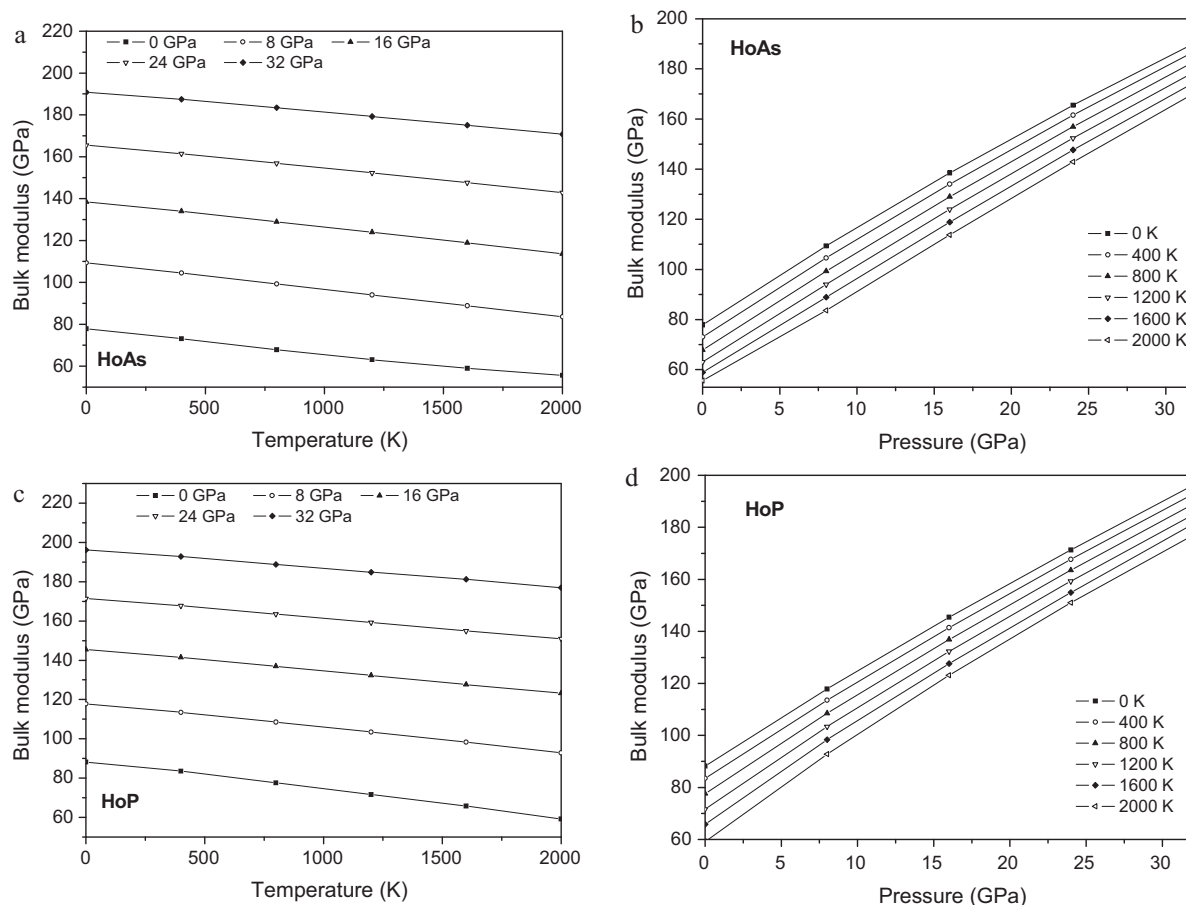 a
0 GPa 8 GPa 16 GPa
24 GPa 32 GPa
220
200
180
160
140
120
100
80
60
Bulk modulus (GPa)
HoAs
0 500 1000 1500 2000
Temperature (K)
b
HoAs
200
180
160
140
120
100
80
60
Bulk modulus (GPa)
0 K
400 K
800 K
1200 K
1600 K
2000 K
0 5 10 15 20 25 30
Pressure (GPa)
c
0 GPa 8 GPa 16 GPa
24 GPa 32 GPa
220
200
180
160
140
120
100
80
60
Bulk modulus (GPa)
HoP
0 500 1000 1500 2000
Temperature (K)
d
HoP
200
180
160
140
120
100
80
60
Bulk modulus (GPa)
0 K
400 K
800 K
1200 K
1600 K
2000 K
0 5 10 15 20 25 30
Pressure (GPa)